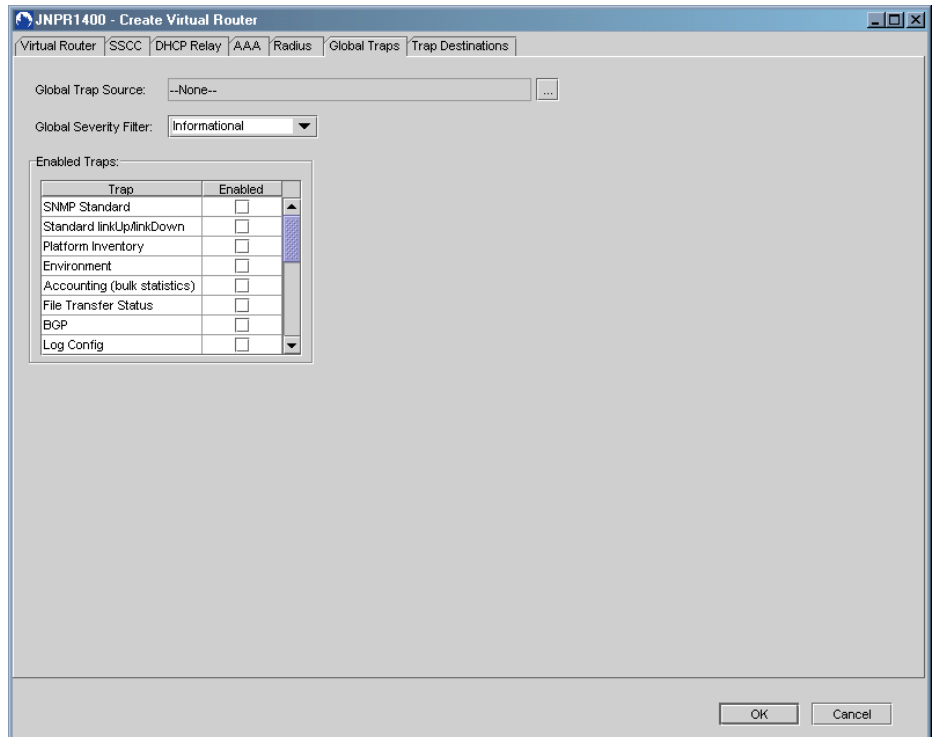 JNPR1400 - Create Virtual Router
Virtual Router SSCC DHCP Relay AAA Radius Global Traps Trap Destinations
Global Trap Source: --None-- ...
Global Severity Filter: Informational
Enabled Traps:
Trap Enabled
SNMP Standard
Standard linkUp/linkDown
Platform Inventory
Environment
Accounting (bulk statistics)
File Transfer Status
BGP
Log Config
OK Cancel